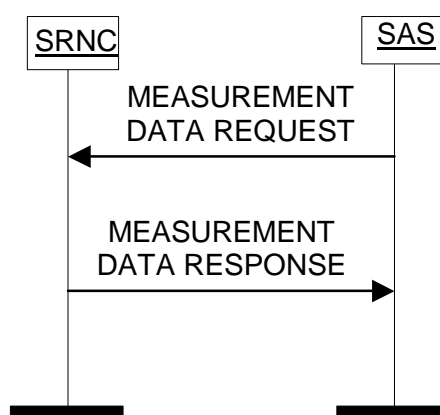 SRNC
SAS
MEASUREMENT
DATA REQUEST
MEASUREMENT
DATA RESPONSE